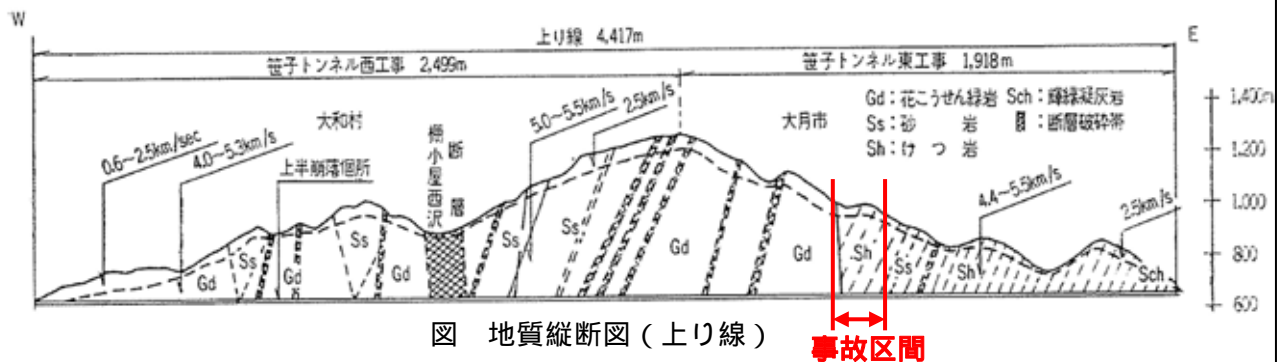 W
E
上り線 4,417m
笹子トンネル西工事 2,499m
笹子トンネル東工事 1,918m
Gd：花こうせん緑岩 Sch：輝緑凝灰岩
Ss：砂 岩 ：断層破砕帯
Sh：けつ岩
大和村
大月市
0.6～2.5km/sec
4.0～5.3km/s
上半崩落個所
棚小屋西沢
断層
5.0～5.5km/s
2.5km/s
4.4～5.5km/s
2.5km/s
1,400m
1,200
1,000
800
600
Gd
Ss
Gd
Ss
Gd
Ss
Ss
Gd
Gd
Sh
Ss
Sh
Sch
図 地質縦断図（上り線）
事故区間